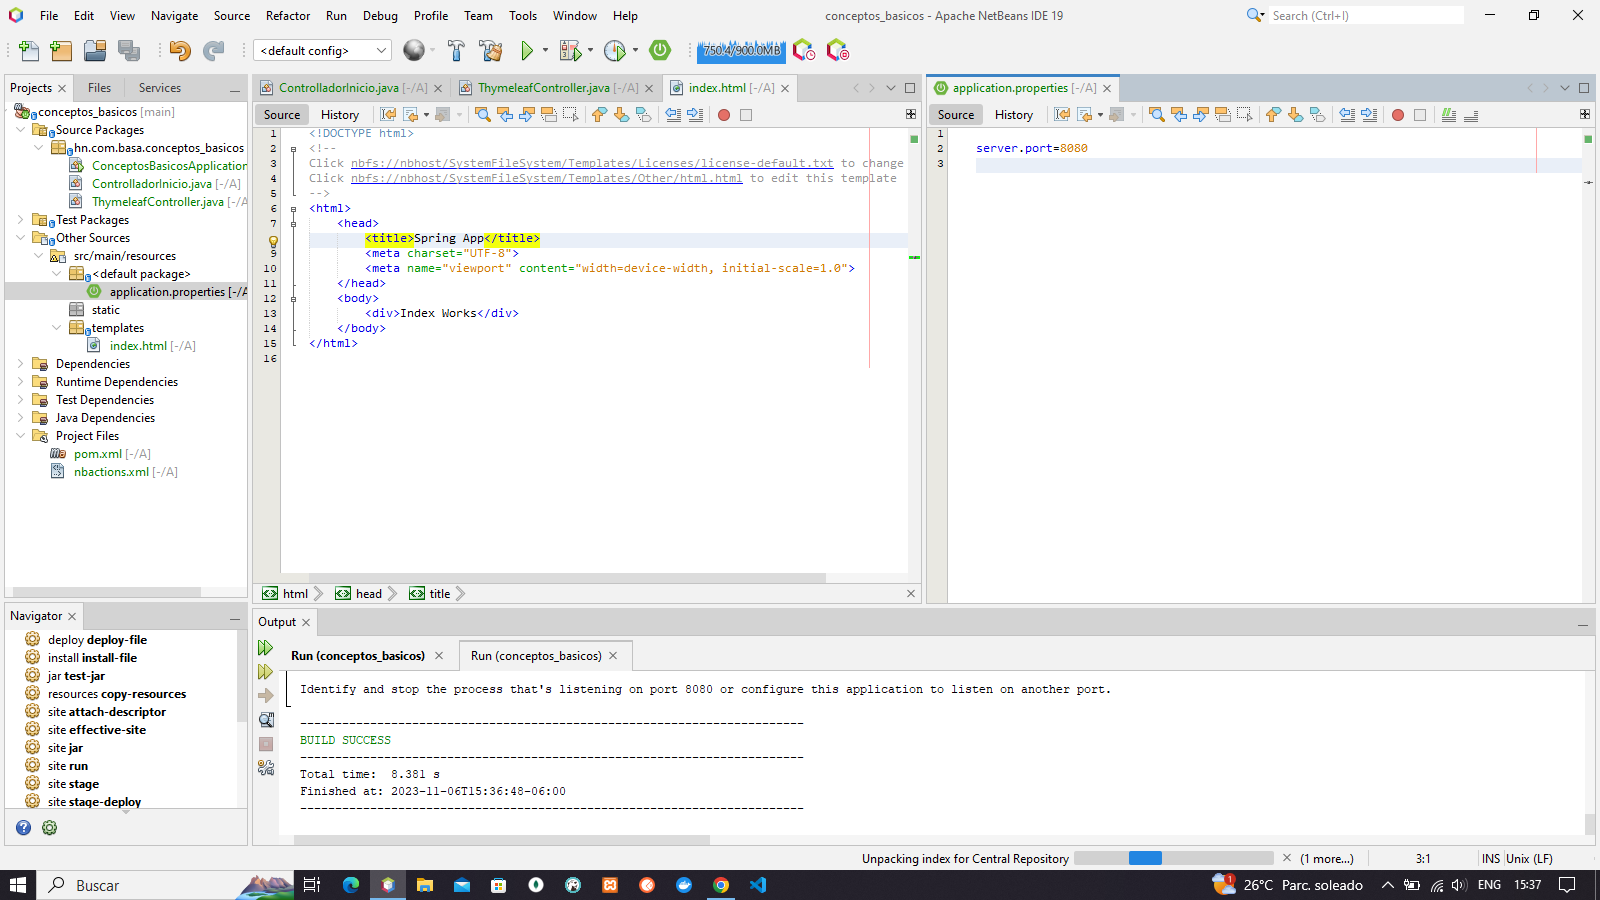 File Edit View Navigate Source Refactor Run Debug Profile Team Tools Window Help
conceptos_basicos - Apache NetBeans IDE 19
Search (Ctrl+I)
<default config>
750.4/900.0MB
Projects Files Services
conceptos_basicos [main]
Source Packages
hn.com.basa.conceptos_basicos
ConceptosBasicosApplication
ControlladorInicio.java [-/A]
ThymeleafController.java [-/A
Test Packages
Other Sources
src/main/resources
<default package>
application.properties [-/A
static
templates
index.html [-/A]
Dependencies
Runtime Dependencies
Test Dependencies
Java Dependencies
Project Files
pom.xml [-/A]
nbactions.xml [-/A]
Navigator
deploy deploy-file
install install-file
jar test-jar
resources copy-resources
site attach-descriptor
site effective-site
site jar
site run
site stage
site stage-deploy
ControlladorInicio.java [-/A] ThymeleafController.java [-/A] index.html [-/A]
Source History
1 <!DOCTYPE html>
2 <!--
3 Click nbfs://nbhost/SystemFileSystem/Templates/Licenses/license-default.txt to change
4 Click nbfs://nbhost/SystemFileSystem/Templates/Other/html.html to edit this template
5 -->
6 <html>
7 <head>
<title>Spring App</title>
9 <meta charset="UTF-8">
10 <meta name="viewport" content="width=device-width, initial-scale=1.0">
11 </head>
12 <body>
13 <div>Index Works</div>
14 </body>
15 </html>
16
html head title
application.properties [-/A]
Source History
1
2 server.port=8080
3
Output
Run (conceptos_basicos) Run (conceptos_basicos)
Identify and stop the process that's listening on port 8080 or configure this application to listen on another port.
------------------------------------------------------------------------
BUILD SUCCESS
------------------------------------------------------------------------
Total time:  8.381 s
Finished at: 2023-11-06T15:36:48-06:00
------------------------------------------------------------------------
Unpacking index for Central Repository (1 more...) 3:1 INS Unix (LF)
Buscar
1 26°C Parc. soleado ENG 15:37